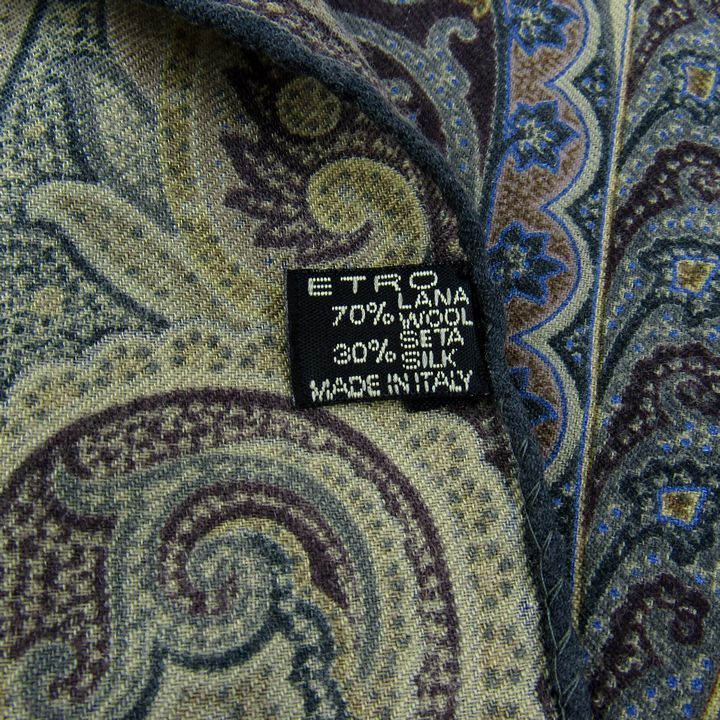 ETRO
70% LANA
WOOL
30% SETA
SILK
MADE IN ITALY